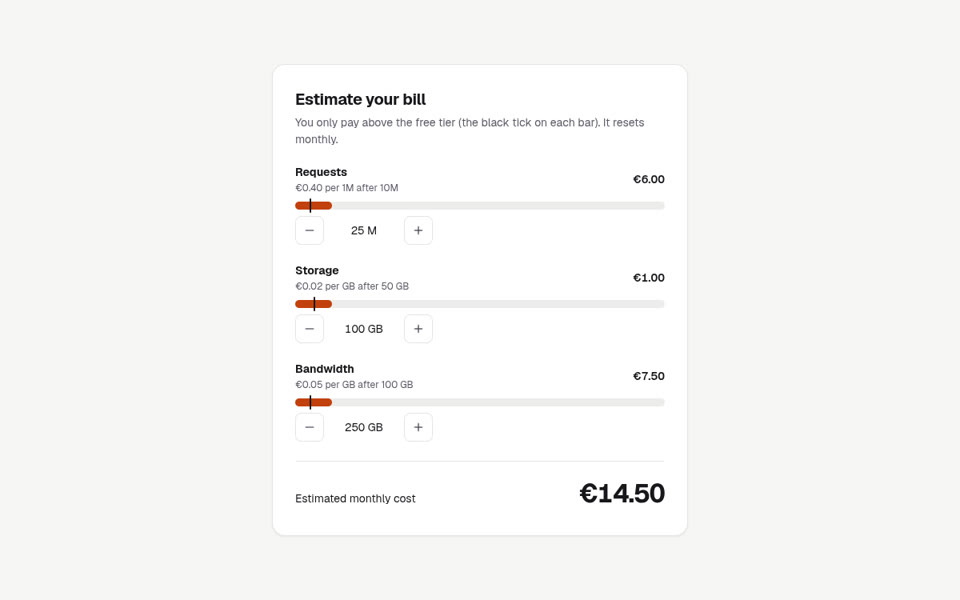 Estimate your bill
You only pay above the free tier (the black tick on each bar). It resets
monthly.
Requests
€0.40 per 1M after 10M
€6.00
− 25 M +
Storage
€0.02 per GB after 50 GB
€1.00
− 100 GB +
Bandwidth
€0.05 per GB after 100 GB
€7.50
− 250 GB +
Estimated monthly cost
€14.50